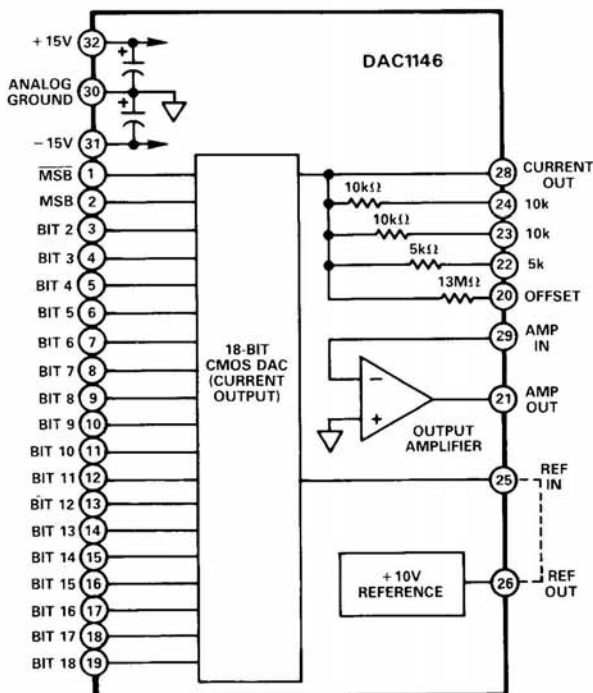 DAC1146
+15V 32
ANALOG
GROUND 30
-15V 31
MSB 1
MSB 2
BIT 2 3
BIT 3 4
BIT 4 5
BIT 5 6
BIT 6 7
BIT 7 8
BIT 8 9
BIT 9 10
BIT 10 11
BIT 11 12
BIT 12 13
BIT 13 14
BIT 14 15
BIT 15 16
BIT 16 17
BIT 17 18
BIT 18 19
18-BIT
CMOS DAC
(CURRENT
OUTPUT)
28 CURRENT
OUT
10kΩ
24 10k
10kΩ
23 10k
5kΩ
22 5k
13MΩ
20 OFFSET
29 AMP
IN
21 AMP
OUT
-
+
OUTPUT
AMPLIFIER
25 REF
IN
+10V
REFERENCE
26 REF
OUT
+
+